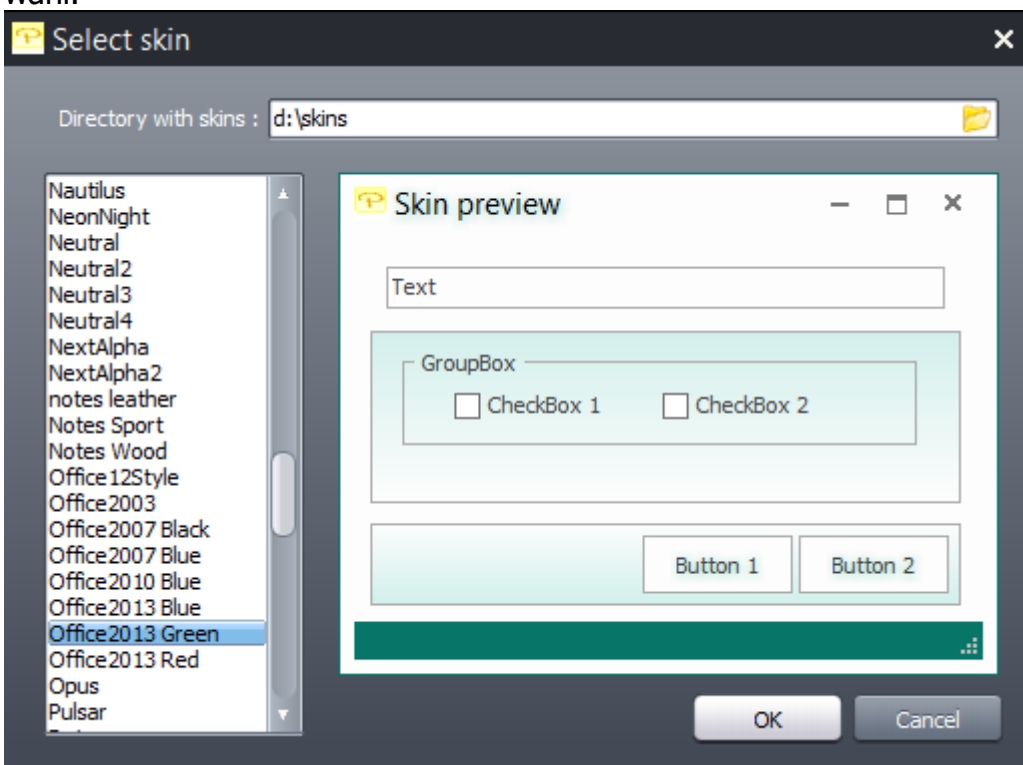 Select skin
Directory with skins : d:\skins
Nautilus
NeonNight
Neutral
Neutral2
Neutral3
Neutral4
NextAlpha
NextAlpha2
notes leather
Notes Sport
Notes Wood
Office12Style
Office2003
Office2007 Black
Office2007 Blue
Office2010 Blue
Office2013 Blue
Office2013 Green
Office2013 Red
Opus
Pulsar
Skin preview
Text
GroupBox
CheckBox 1 CheckBox 2
Button 1 Button 2
OK Cancel